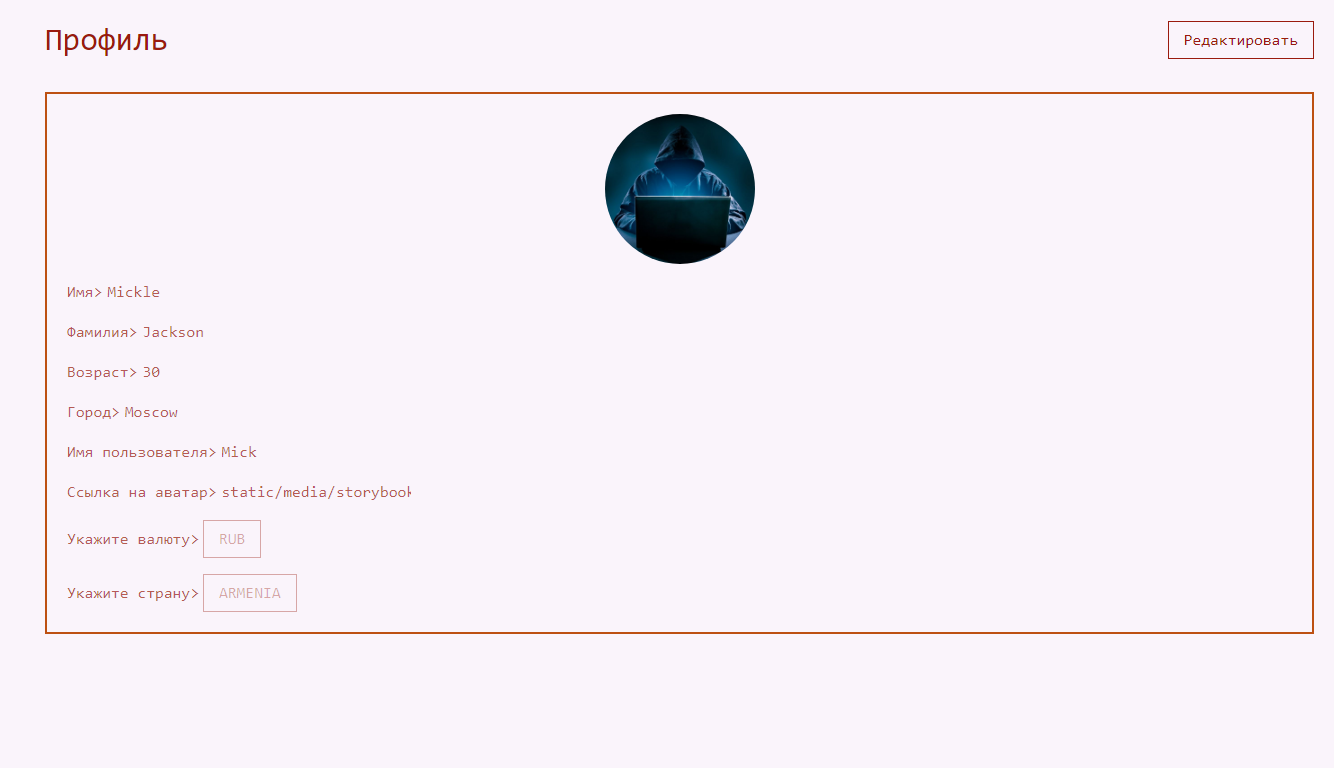 Профиль
Редактировать
Имя> Mickle
Фамилия> Jackson
Возраст> 30
Город> Moscow
Имя пользователя> Mick
Ссылка на аватар> static/media/storybook
Укажите валюту> RUB
Укажите страну> ARMENIA